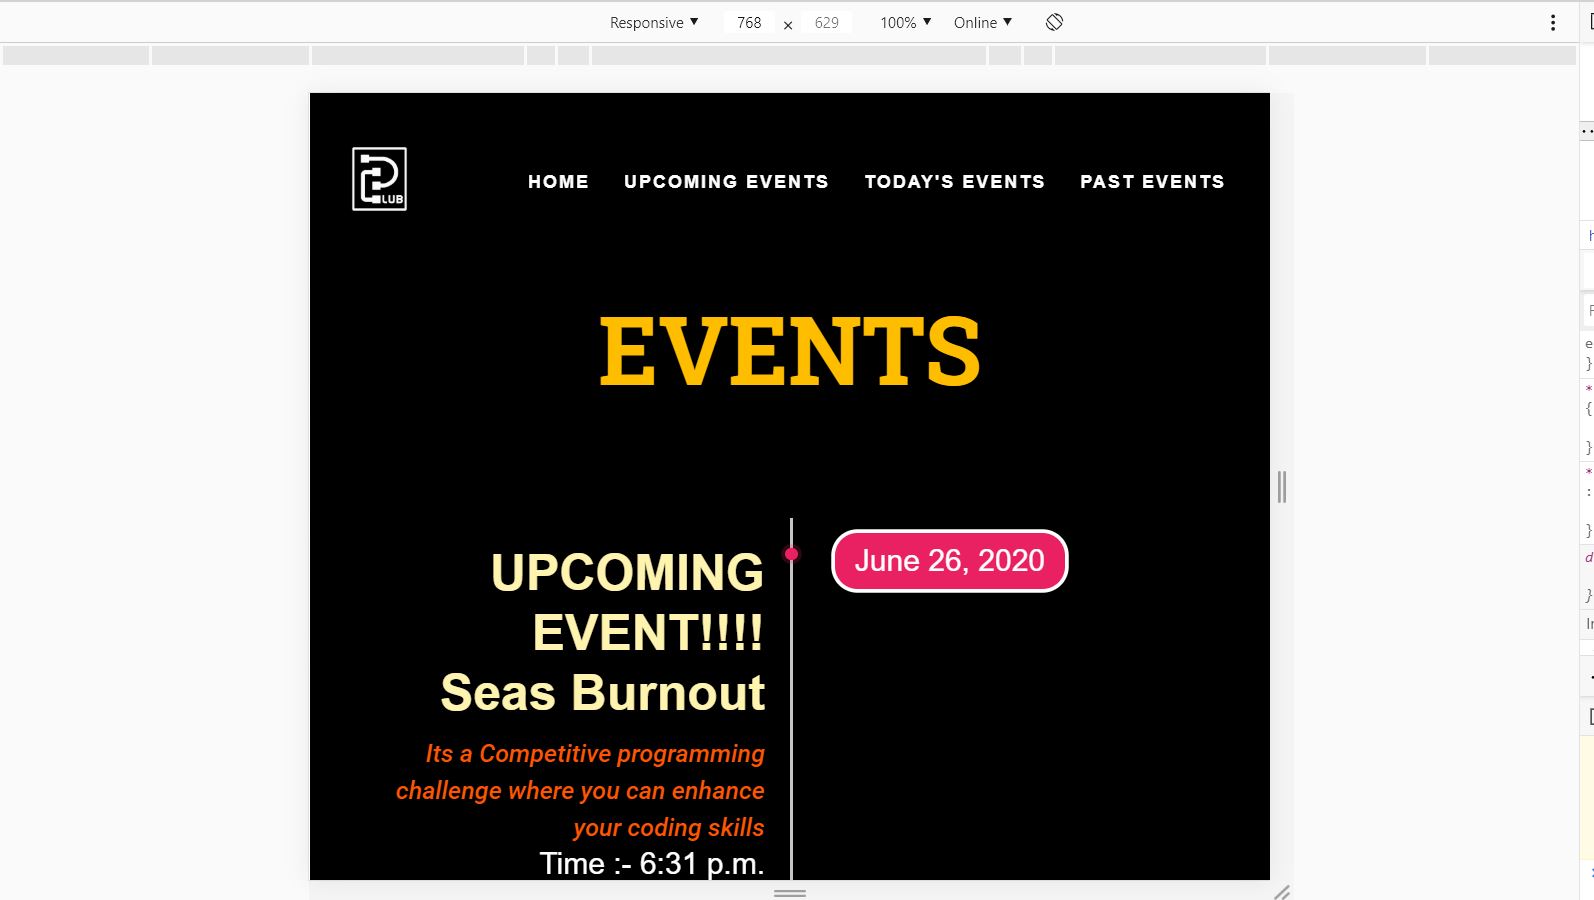 Responsive ▼ 768 × 629 100% ▼ Online ▼
LUB
HOME UPCOMING EVENTS TODAY'S EVENTS PAST EVENTS
EVENTS
June 26, 2020
UPCOMING
EVENT!!!!
Seas Burnout
Its a Competitive programming
challenge where you can enhance
your coding skills
Time :- 6:31 p.m.